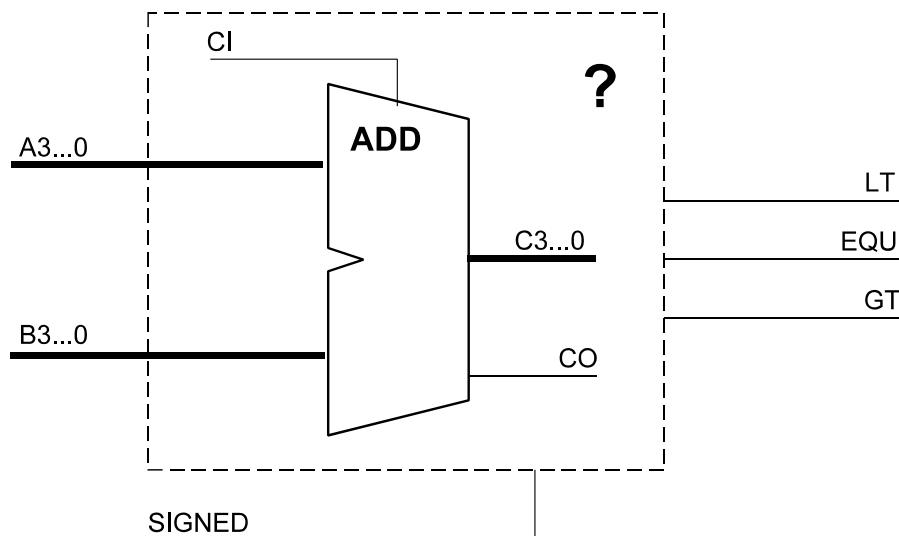 CI
?
ADD
A3...0
LT
C3...0
EQU
GT
B3...0
CO
SIGNED